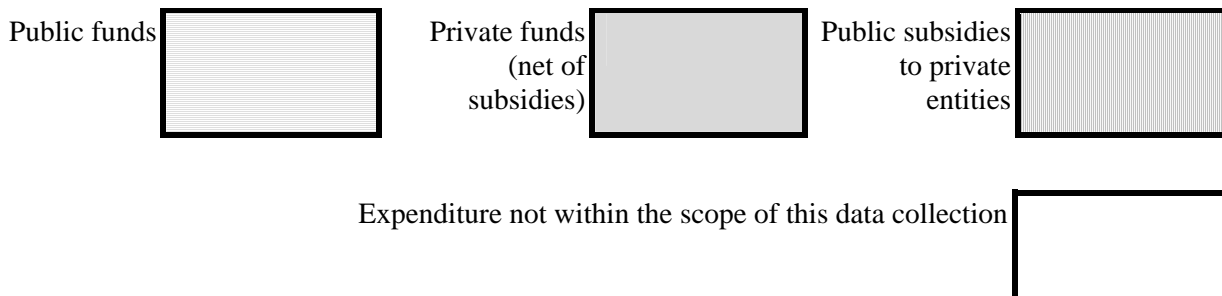 Public funds
Private funds
(net of
subsidies)
Public subsidies
to private
entities
Expenditure not within the scope of this data collection